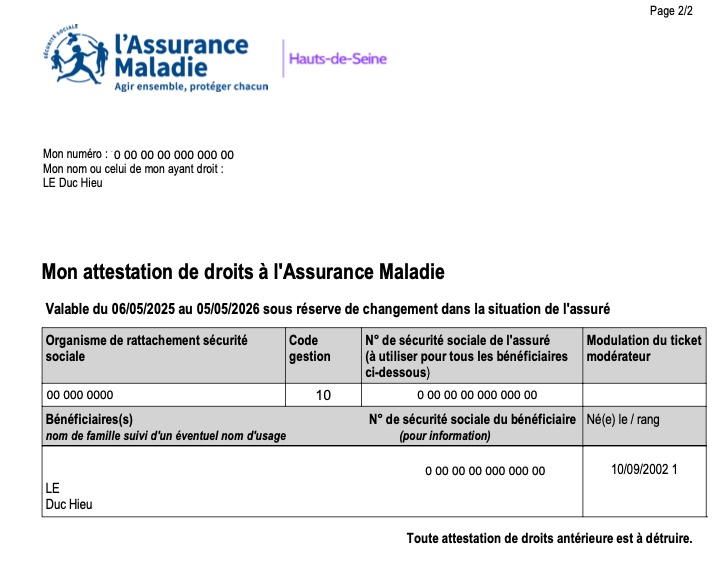 Page 2/2
SÉCURITÉ SOCIALE
l'Assurance
Maladie
Agir ensemble, protéger chacun
Hauts-de-Seine
Mon numéro : 0 00 00 00 000 000 00
Mon nom ou celui de mon ayant droit :
LE Duc Hieu
Mon attestation de droits à l'Assurance Maladie
Valable du 06/05/2025 au 05/05/2026 sous réserve de changement dans la situation de l'assuré
Organisme de rattachement sécurité
sociale
Code
gestion
N° de sécurité sociale de l'assuré
(à utiliser pour tous les bénéficiaires
ci-dessous)
Modulation du ticket
modérateur
00 000 0000
10
0 00 00 00 000 000 00
Bénéficiaires(s)
nom de famille suivi d'un éventuel nom d'usage
N° de sécurité sociale du bénéficiaire
(pour information)
Né(e) le / rang
0 00 00 00 000 000 00
10/09/2002 1
LE
Duc Hieu
Toute attestation de droits antérieure est à détruire.